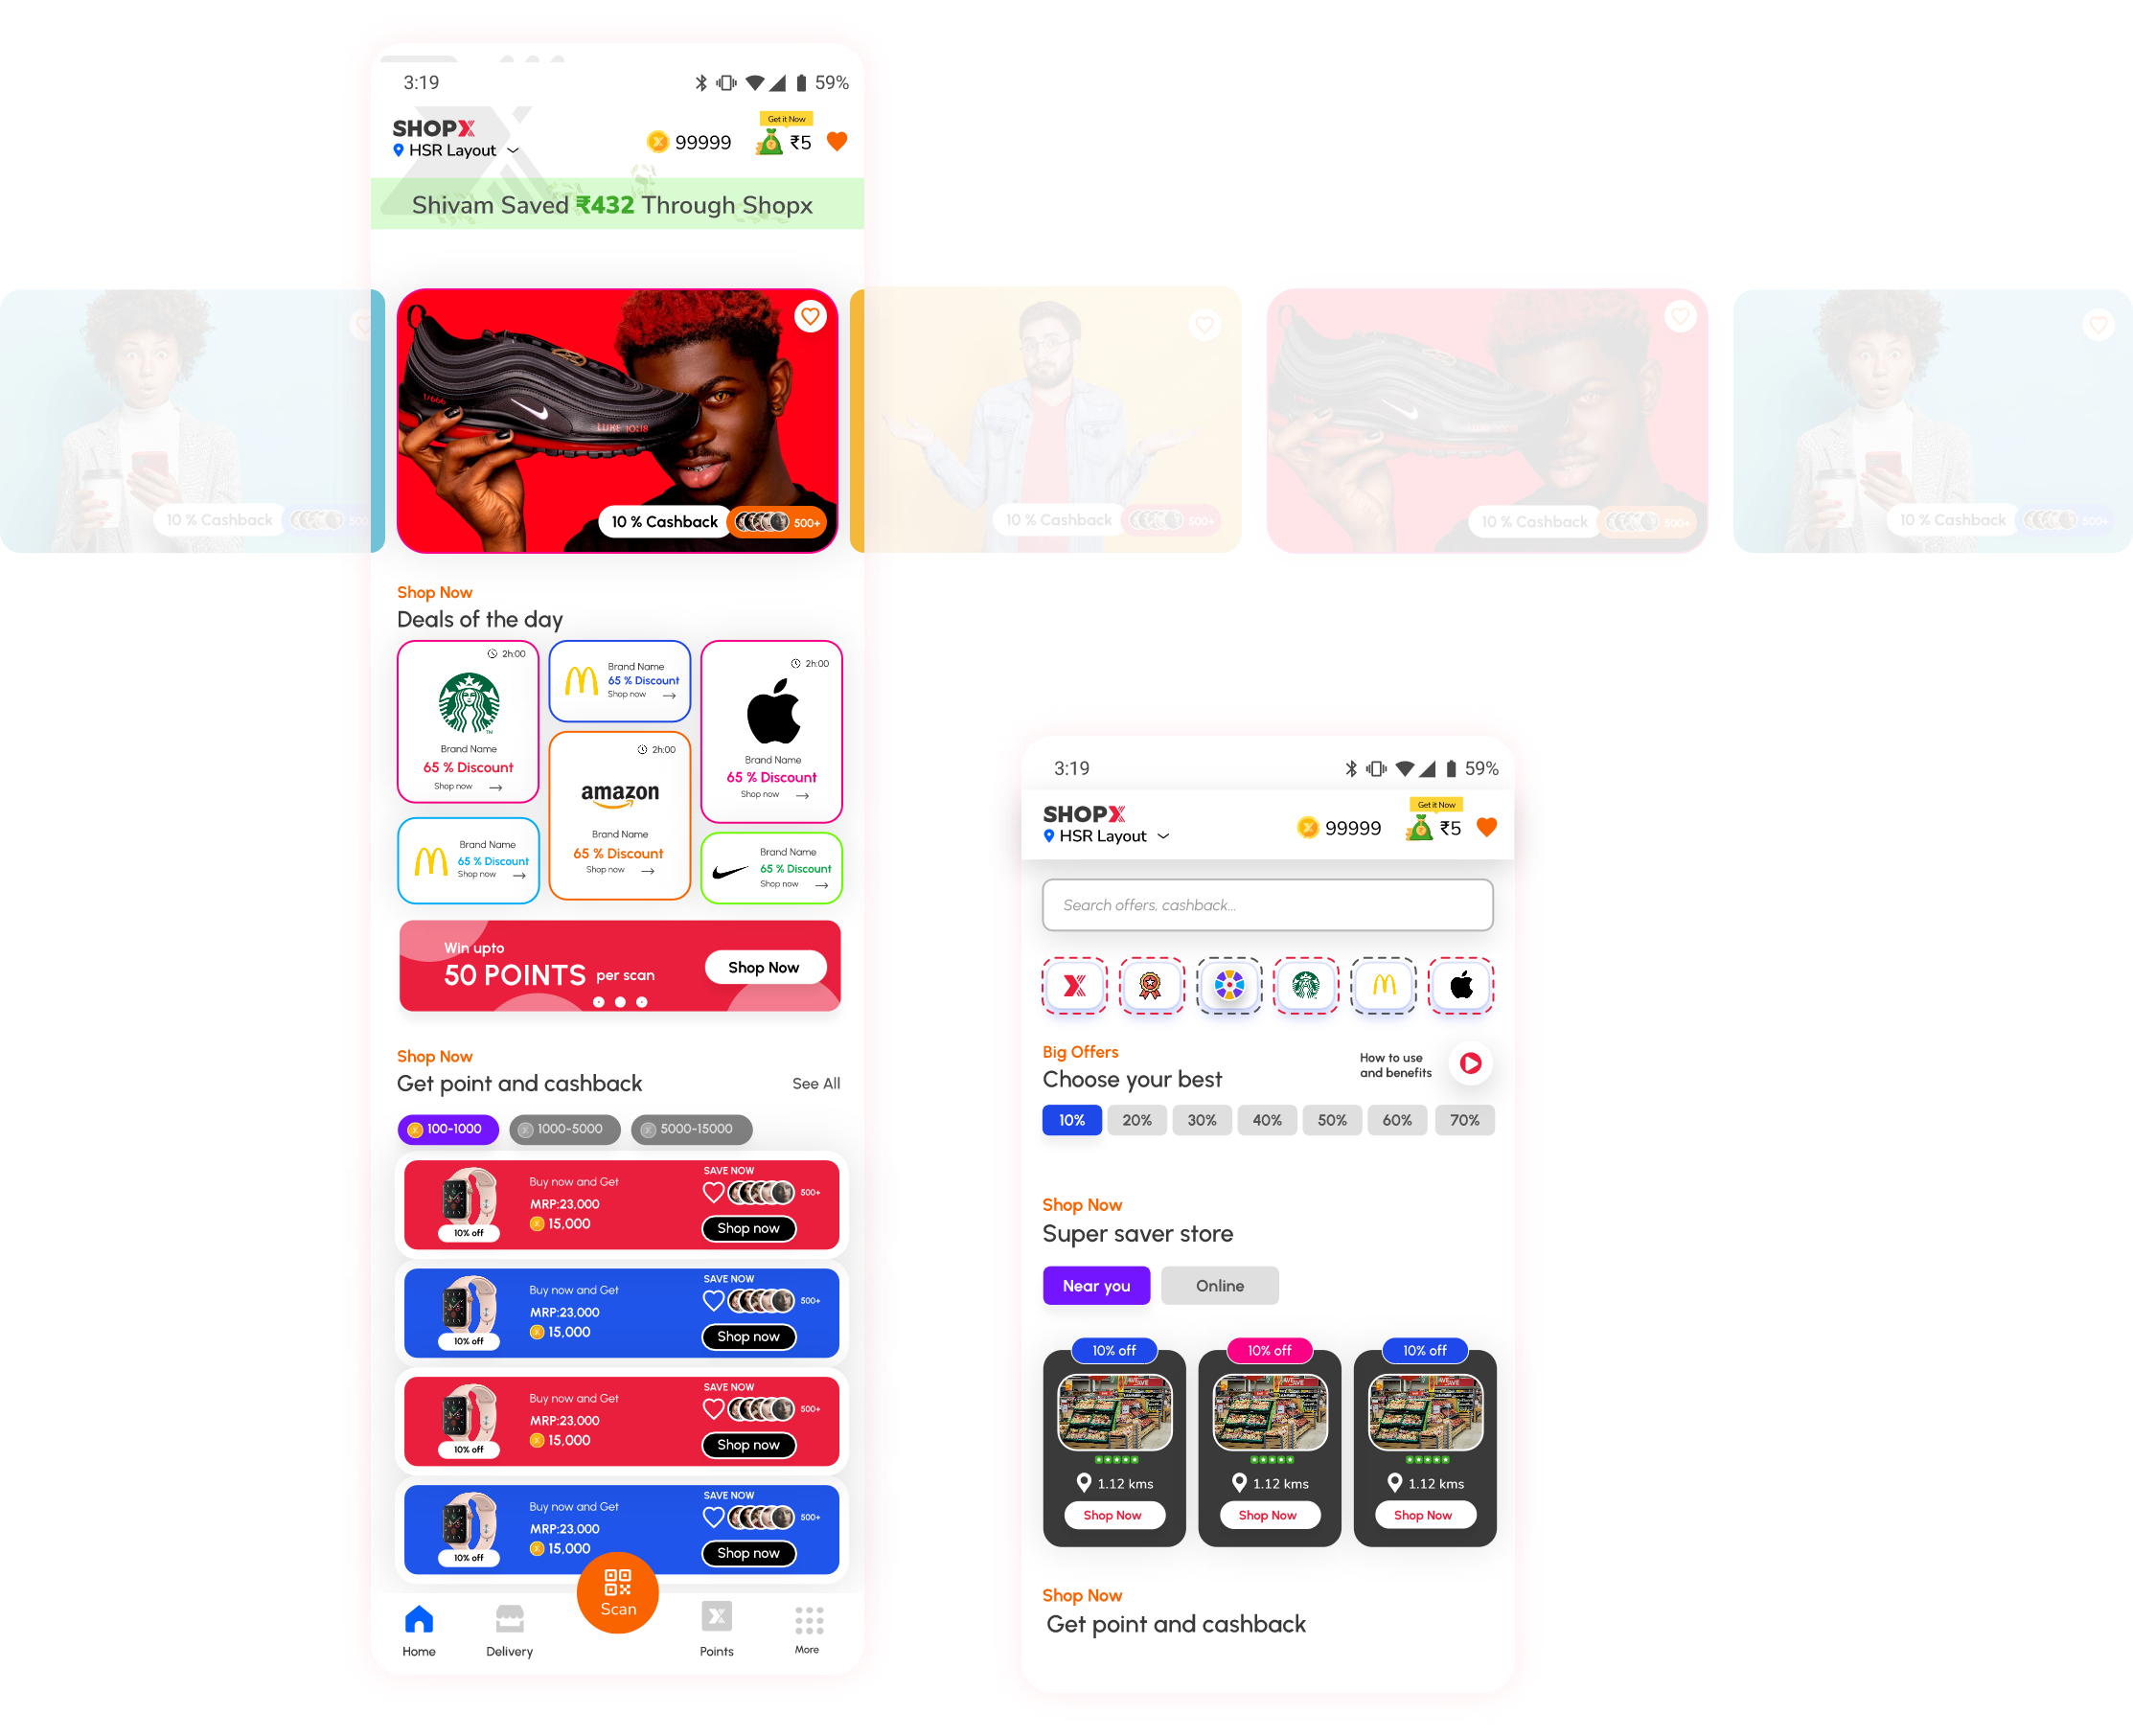 3:19
59%
SHOPX
HSR Layout
99999
Get it Now
₹5
Shivam Saved ₹432 Through Shopx
10 % Cashback
500+
LUKE 10:18
10 % Cashback 500+
10 % Cashback 500+
10 % Cashback 500+
10 % Cashback 500+
Shop Now
Deals of the day
2h:00
Brand Name
65 % Discount
Shop now
Brand Name
65 % Discount
Shop now
2h:00
Brand Name
65 % Discount
Shop now
Brand Name
65 % Discount
Shop now
2h:00
amazon
Brand Name
65 % Discount
Shop now
Brand Name
65 % Discount
Shop now
Win upto
50 POINTS per scan
Shop Now
Shop Now
Get point and cashback
See All
100-1000
1000-5000
5000-15000
Buy now and Get
MRP:23,000
15,000
10% off
SAVE NOW
500+
Shop now
Buy now and Get
MRP:23,000
15,000
10% off
SAVE NOW
500+
Shop now
Buy now and Get
MRP:23,000
15,000
10% off
SAVE NOW
500+
Shop now
Buy now and Get
MRP:23,000
15,000
10% off
SAVE NOW
500+
Shop now
Scan
Home
Delivery
Points
More
3:19
59%
SHOPX
HSR Layout
99999
Get it Now
₹5
Search offers, cashback...
Big Offers
Choose your best
How to use
and benefits
10% 20% 30% 40% 50% 60% 70%
Shop Now
Super saver store
Near you
Online
10% off
1.12 kms
Shop Now
10% off
1.12 kms
Shop Now
10% off
1.12 kms
Shop Now
Shop Now
Get point and cashback